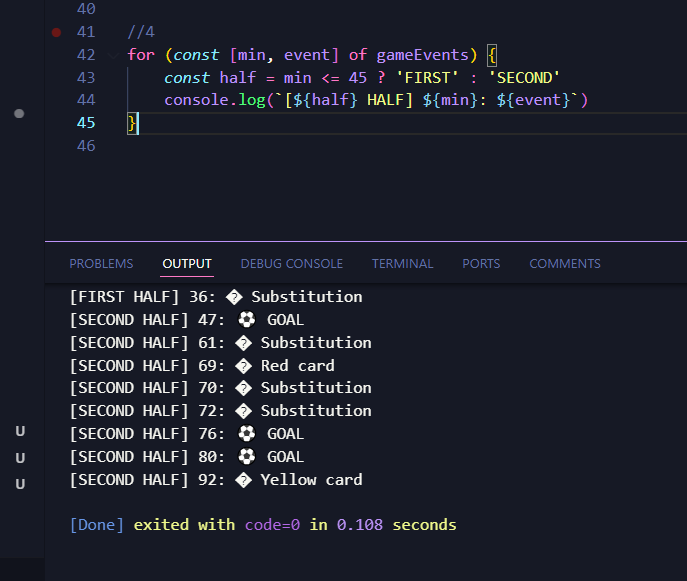 40
41 //4
42 for (const [min, event] of gameEvents) {
43 const half = min <= 45 ? 'FIRST' : 'SECOND'
44 console.log(`[${half} HALF] ${min}: ${event}`)
45 }
46
PROBLEMS OUTPUT DEBUG CONSOLE TERMINAL PORTS COMMENTS
[FIRST HALF] 36: � Substitution
[SECOND HALF] 47: ⚽ GOAL
[SECOND HALF] 61: � Substitution
[SECOND HALF] 69: � Red card
[SECOND HALF] 70: � Substitution
[SECOND HALF] 72: � Substitution
U
[SECOND HALF] 76: ⚽ GOAL
U
[SECOND HALF] 80: ⚽ GOAL
U
[SECOND HALF] 92: � Yellow card
[Done] exited with code=0 in 0.108 seconds